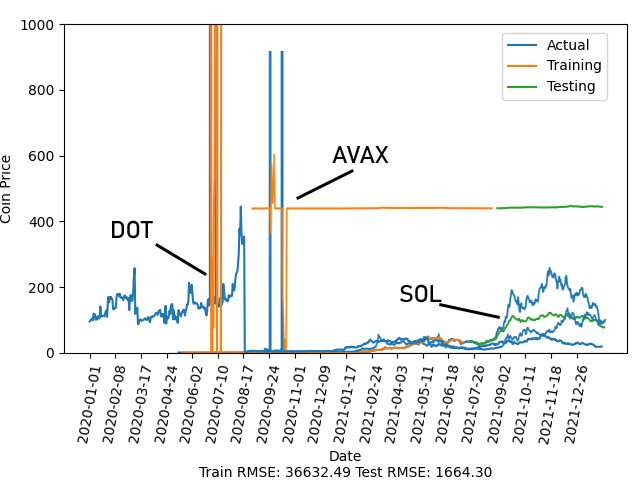 1000
800
600
400
200
0
Coin Price
Actual
Training
Testing
AVAX
DOT
SOL
2020-01-01
2020-02-08
2020-03-17
2020-04-24
2020-06-02
2020-07-10
2020-08-17
2020-09-24
2020-11-01
2020-12-09
2021-01-17
2021-02-24
2021-04-03
2021-05-11
2021-06-18
2021-07-26
2021-09-02
2021-10-11
2021-11-18
2021-12-26
Date
Train RMSE: 36632.49 Test RMSE: 1664.30